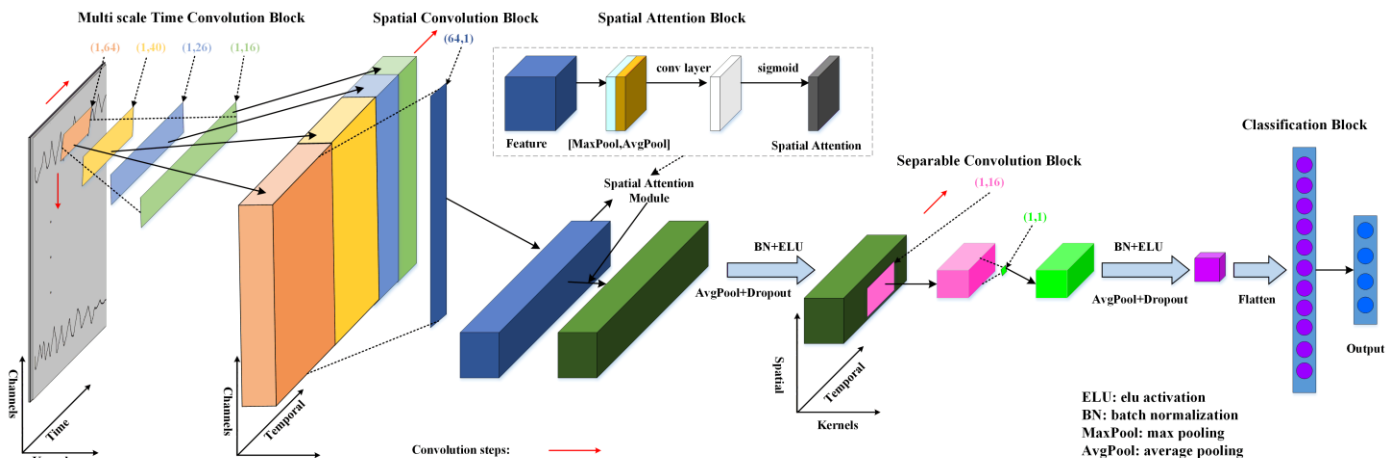 Multi scale Time Convolution Block
Spatial Convolution Block
Spatial Attention Block
(1,64)
(1,40)
(1,26)
(1,16)
(64,1)
conv layer
sigmoid
Feature
[MaxPool,AvgPool]
Spatial Attention
Classification Block
Separable Convolution Block
(1,16)
Spatial Attention
Module
(1,1)
BN+ELU
AvgPool+Dropout
BN+ELU
AvgPool+Dropout
Flatten
Output
Channels
Time
Channels
Temporal
Spatial
Temporal
Kernels
Convolution steps:
ELU: elu activation
BN: batch normalization
MaxPool: max pooling
AvgPool: average pooling